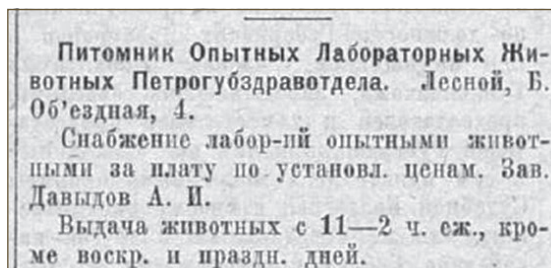 Питомник Опытных Лабораторных Жи-
вотных Петрогубздравотдела. Лесной, Б.
Об'ездная, 4.
Снабжение лабор-ий опытными живот-
ными за плату по установл. ценам. Зав.
Давыдов А. И.
Выдача животных с 11—2 ч. еж., кро-
ме воскр. и праздн. дней.